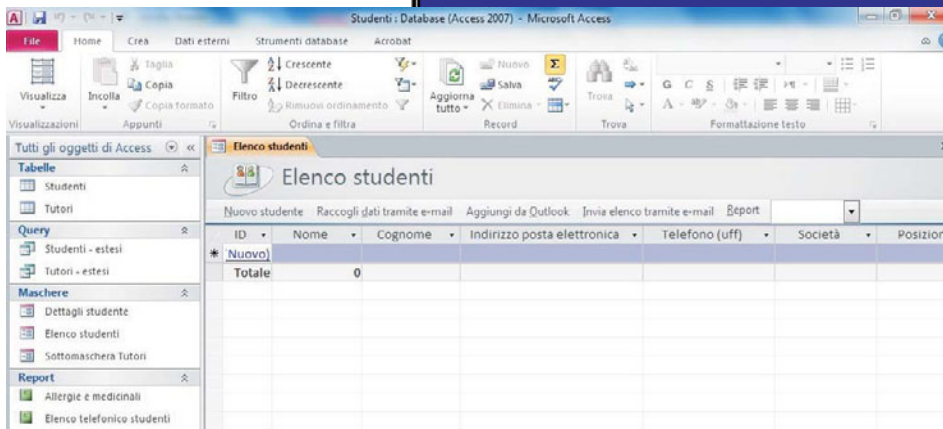 Studenti : Database (Access 2007) - Microsoft Access
File Home Crea Dati esterni Strumenti database Acrobat
Visualizza
Visualizzazioni
Incolla
Taglia
Copia
Copia formato
Appunti
Filtro
Crescente
Decrescente
Rimuovi ordinamento
Ordina e filtra
Aggiorna tutto
Nuovo
Salva
Elimina
Record
Trova
Trova
G C S
A
Formattazione testo
Tutti gli oggetti di Access
Tabelle
Studenti
Tutori
Query
Studenti - estesi
Tutori - estesi
Maschere
Dettagli studente
Elenco studenti
Sottomaschera Tutori
Report
Allergie e medicinali
Elenco telefonico studenti
Elenco studenti
Elenco studenti
Nuovo studente Raccogli dati tramite e-mail Aggiungi da Outlook Invia elenco tramite e-mail Report
ID Nome Cognome Indirizzo posta elettronica Telefono (uff) Società Posizion
Nuovo)
Totale 0